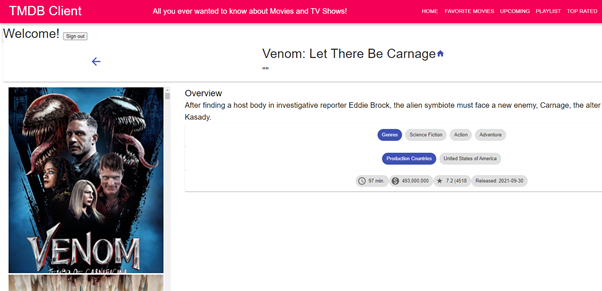 TMDB Client
All you ever wanted to know about Movies and TV Shows!
HOME FAVORITE MOVIES UPCOMING PLAYLIST TOP RATED
Welcome! Sign out
Venom: Let There Be Carnage
""
Overview
After finding a host body in investigative reporter Eddie Brock, the alien symbiote must face a new enemy, Carnage, the alter
Kasady.
Genres Science Fiction Action Adventure
Production Countries United States of America
97 min. 493,000,000 7.2 (4518 Released: 2021-09-30
VENOM